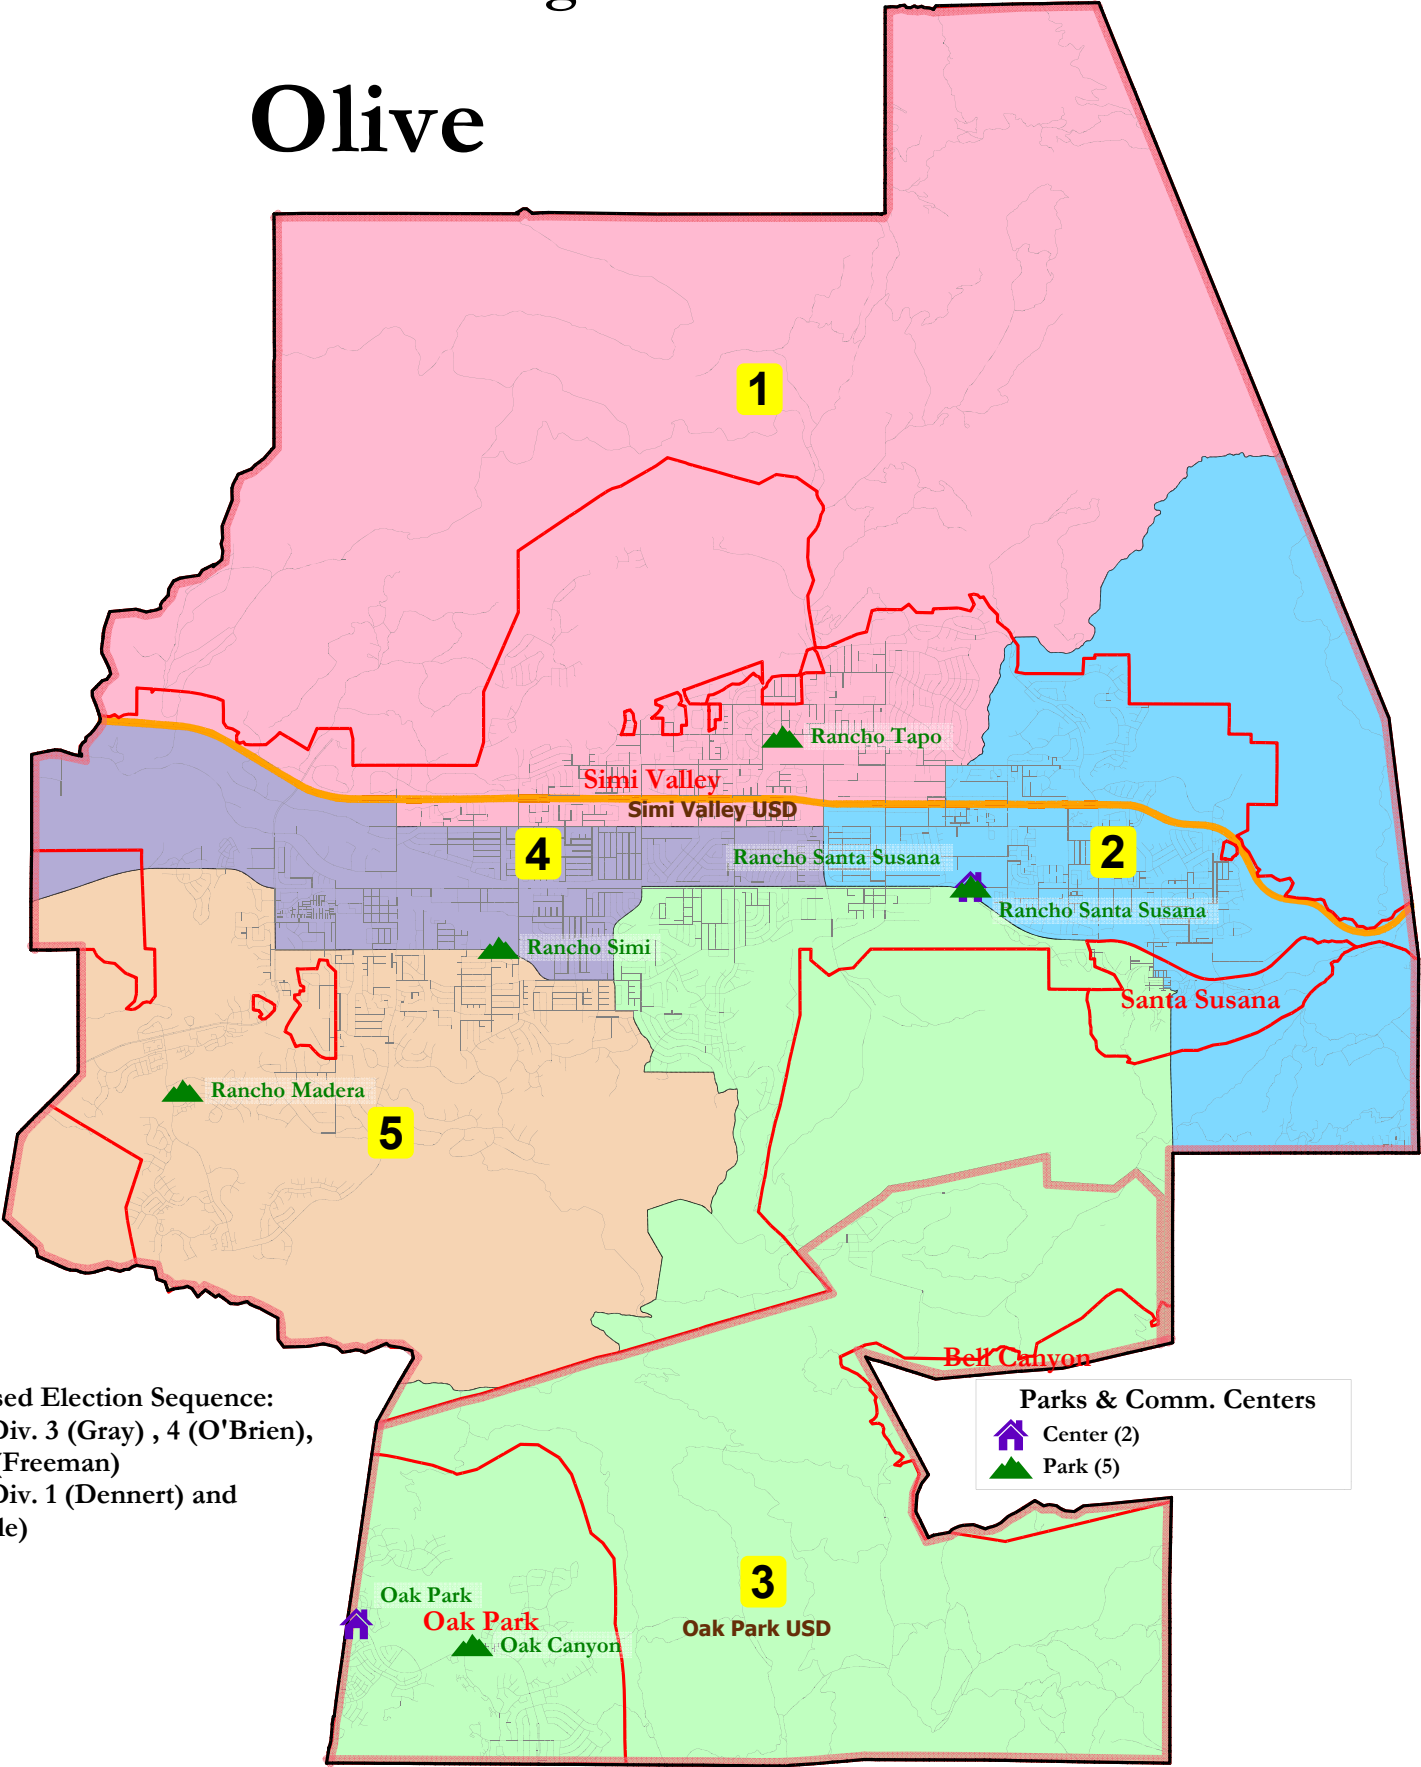 Olive
1
Rancho Tapo
Simi Valley
Simi Valley USD
4
2
Rancho Santa Susana
Rancho Santa Susana
Rancho Simi
Santa Susana
Rancho Madera
5
Bell Canyon
sed Election Sequence:
Div. 3 (Gray) , 4 (O'Brien),
(Freeman)
Div. 1 (Dennert) and
le)
Parks & Comm. Centers
Center (2)
Park (5)
3
Oak Park
Oak Park
Oak Park USD
Oak Canyon